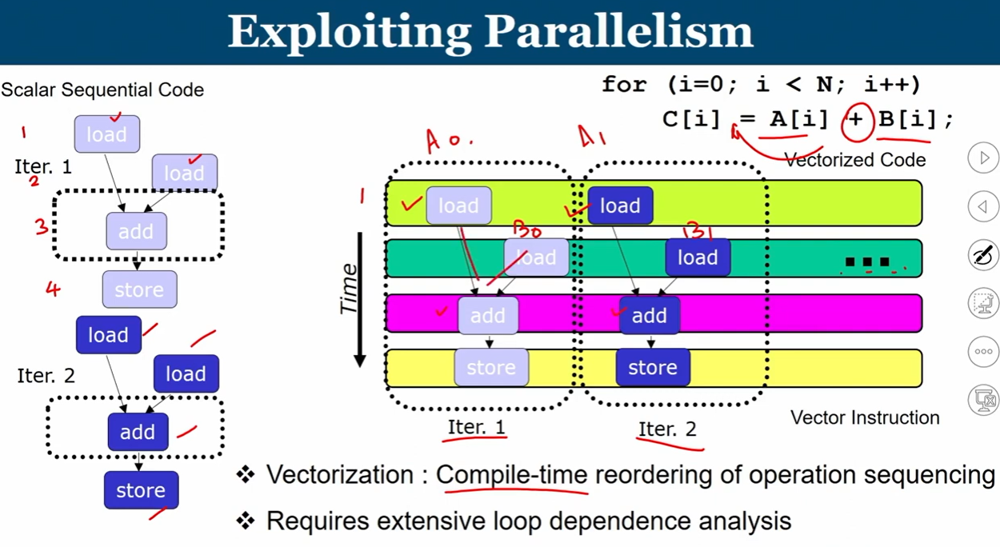 Exploiting Parallelism
Scalar Sequential Code
for (i=0; i < N; i++)
C[i] = A[i] + B[i];
Vectorized Code
1
load
Iter. 1
load
2
3
add
4
store
load
Iter. 2
load
add
store
A0.
A1
1
load
load
B0
load
B1
load
Time
add
add
store
store
Iter. 1
Iter. 2
Vector Instruction
❖ Vectorization : Compile-time reordering of operation sequencing
❖ Requires extensive loop dependence analysis